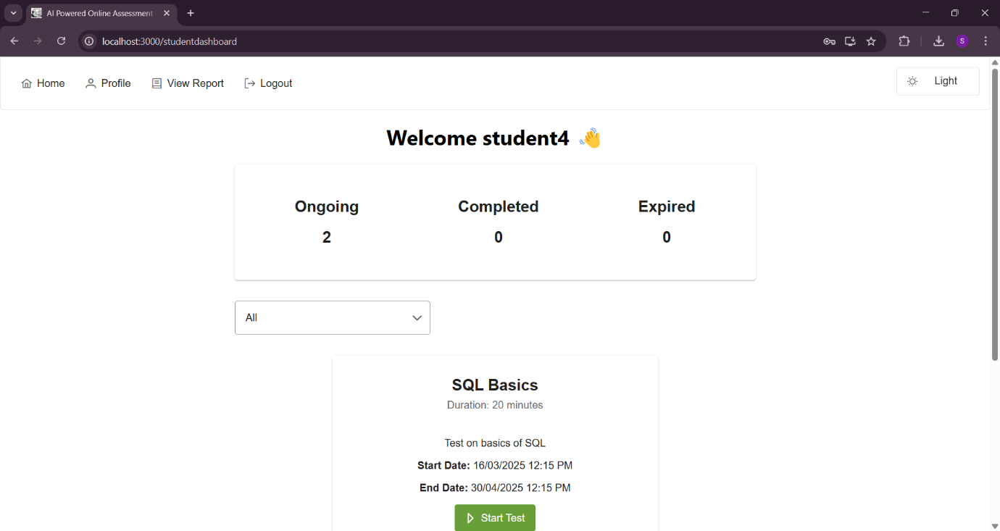 AI Powered Online Assessment
localhost:3000/studentdashboard
S
Home Profile View Report Logout
Light
Welcome student4 👋
Ongoing Completed Expired
2 0 0
All
SQL Basics
Duration: 20 minutes
Test on basics of SQL
Start Date: 16/03/2025 12:15 PM
End Date: 30/04/2025 12:15 PM
Start Test